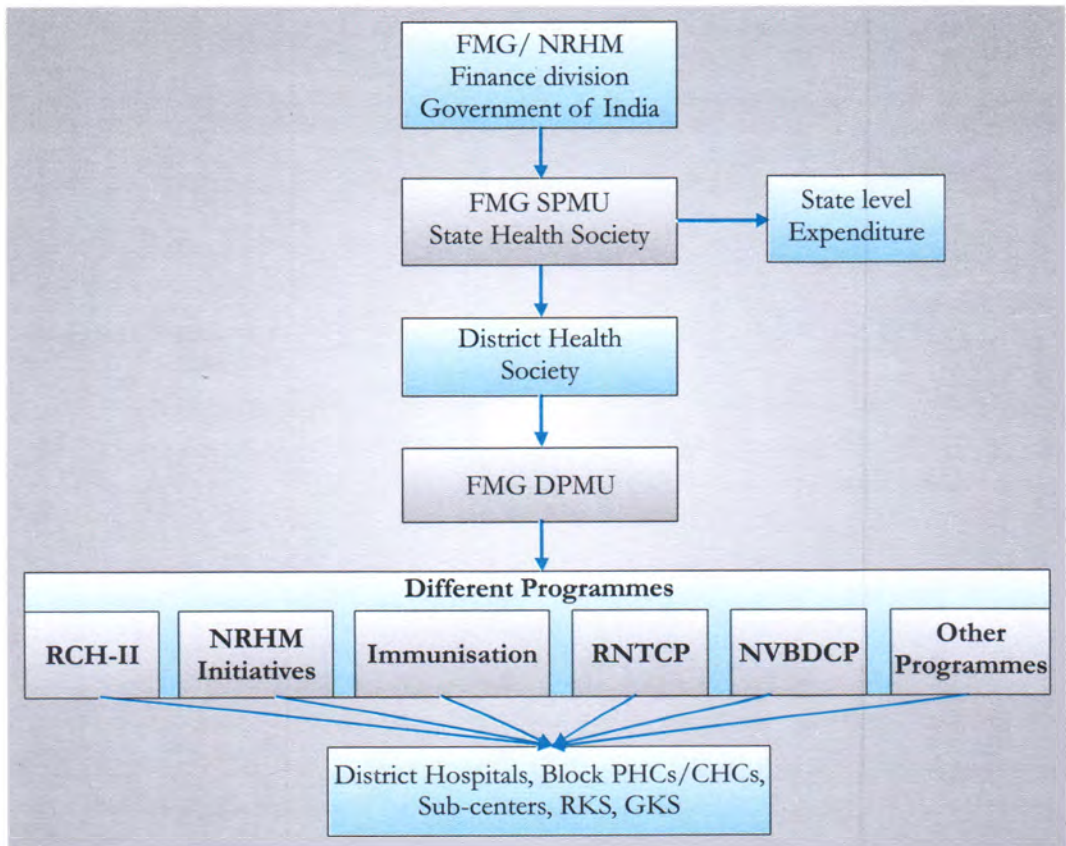 FMG/ NRHM
Finance division
Government of India
FMG SPMU
State Health Society
State level
Expenditure
District Health
Society
FMG DPMU
Different Programmes
RCH-II
NRHM
Initiatives
Immunisation
RNTCP
NVBDCP
Other
Programmes
District Hospitals, Block PHCs/CHCs,
Sub-centers, RKS, GKS